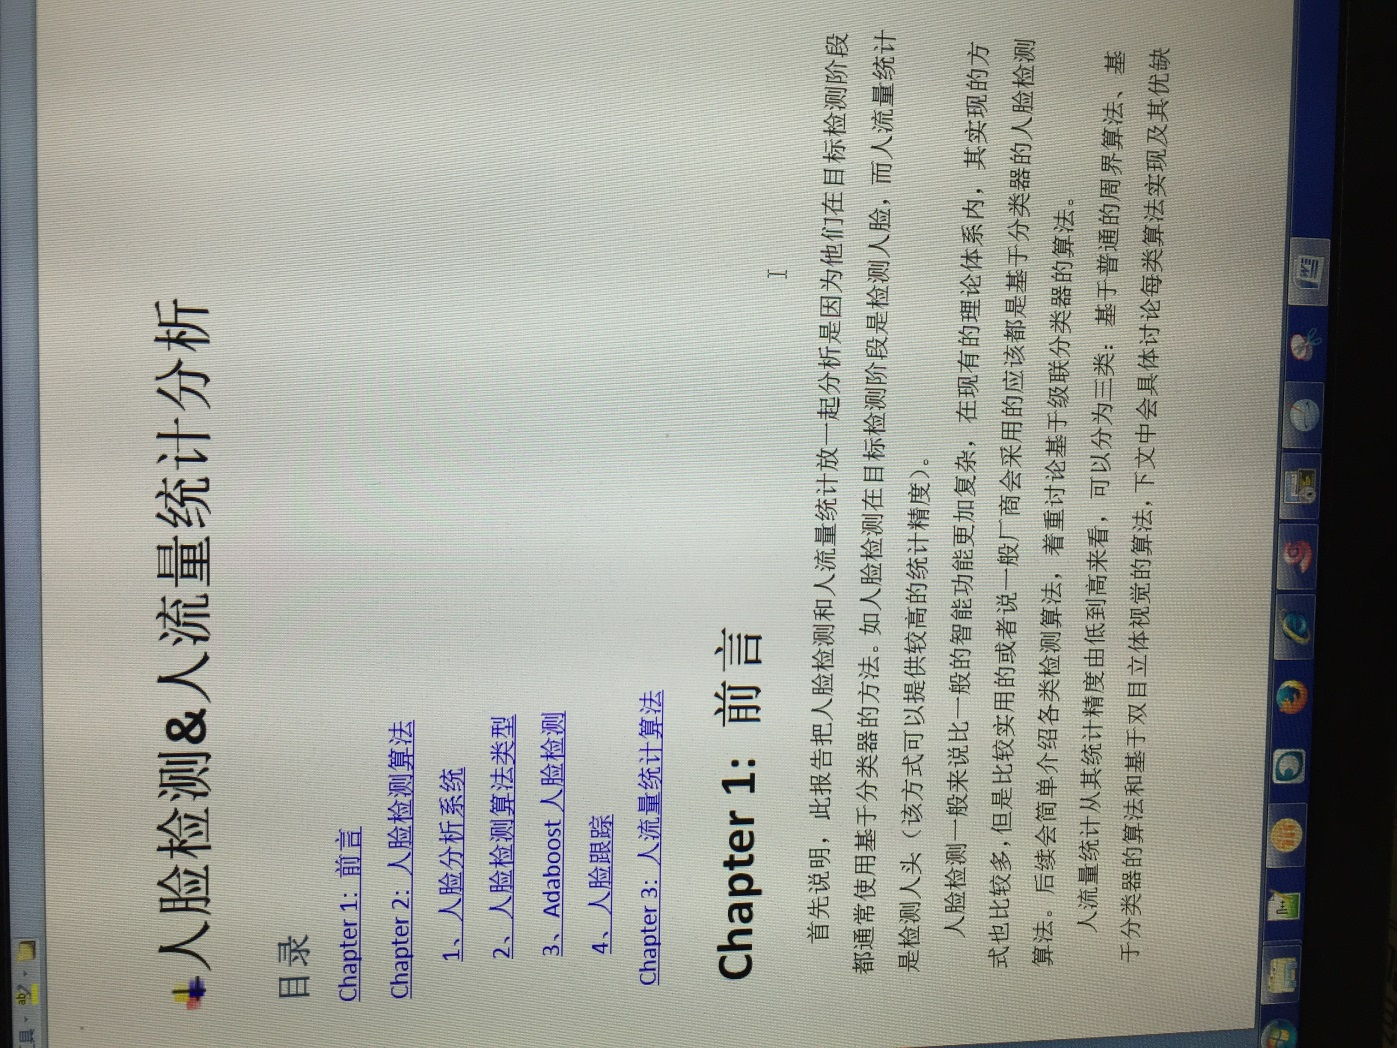 人脸检测&人流量统计分析
目录
Chapter 1: 前言
Chapter 2: 人脸检测算法
1、人脸分析系统
2、人脸检测算法类型
3、Adaboost 人脸检测
4、人脸跟踪
Chapter 3: 人流量统计算法
Chapter 1: 前言
首先说明，此报告把人脸检测和人流量统计放一起分析是因为他们在目标检测阶段
都通常使用基于分类器的方法。如人脸检测在目标检测阶段是检测人脸，而人流量统计
是检测人头（该方式可以提供较高的统计精度）。
人脸检测一般来说比一般的智能功能更加复杂，在现有的理论体系内，其实现的方
式也比较多，但是比较实用的或者说一般厂商会采用的应该都是基于分类器的人脸检测
算法。后续会简单介绍各类检测算法，着重讨论基于级联分类器的算法。
人流量统计从其统计精度由低到高来看，可以分为三类：基于普通的周界算法、基
于分类器的算法和基于双目立体视觉的算法，下文中会具体讨论每类算法实现及其优缺